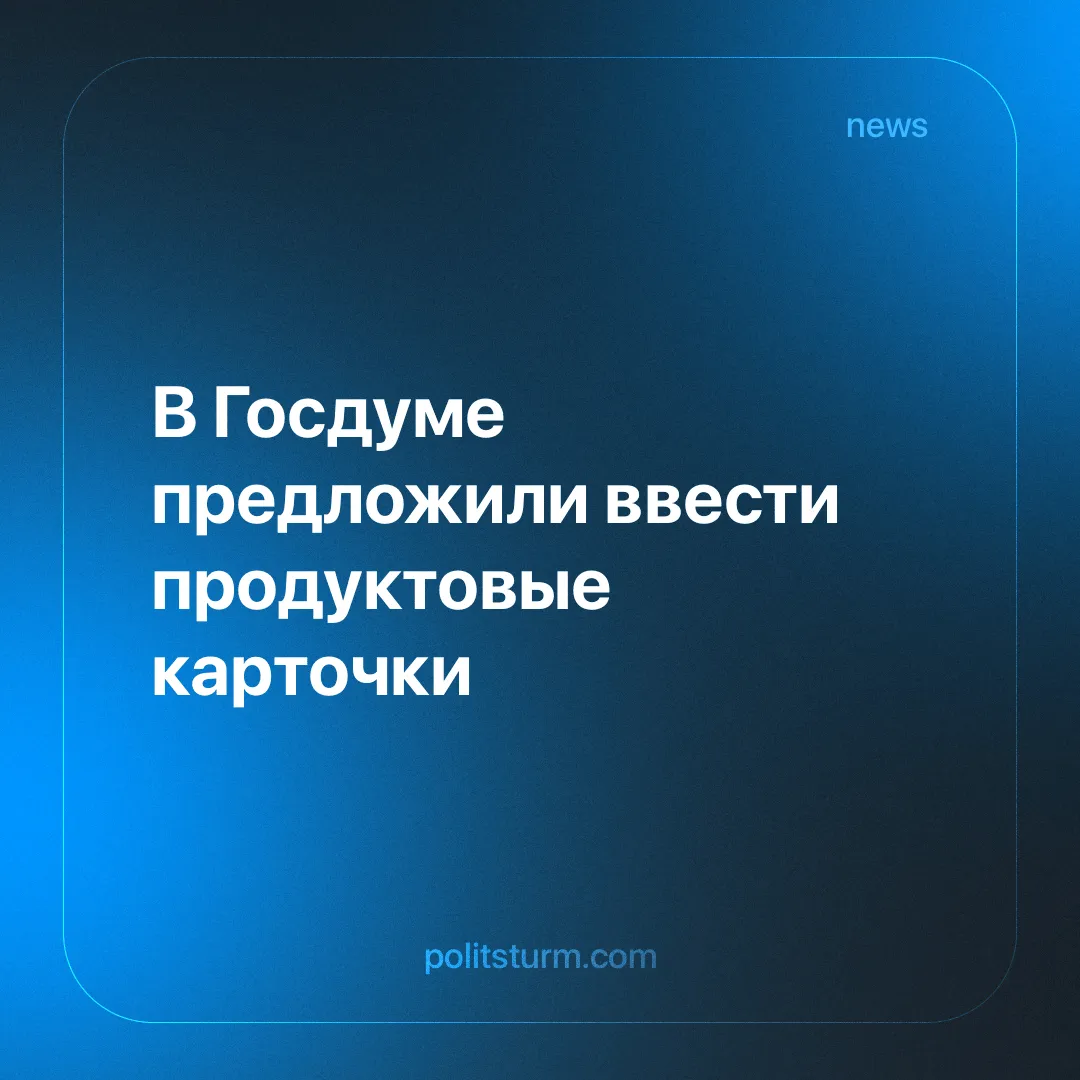 news
В Госдуме
предложили ввести
продуктовые
карточки
politsturm.com